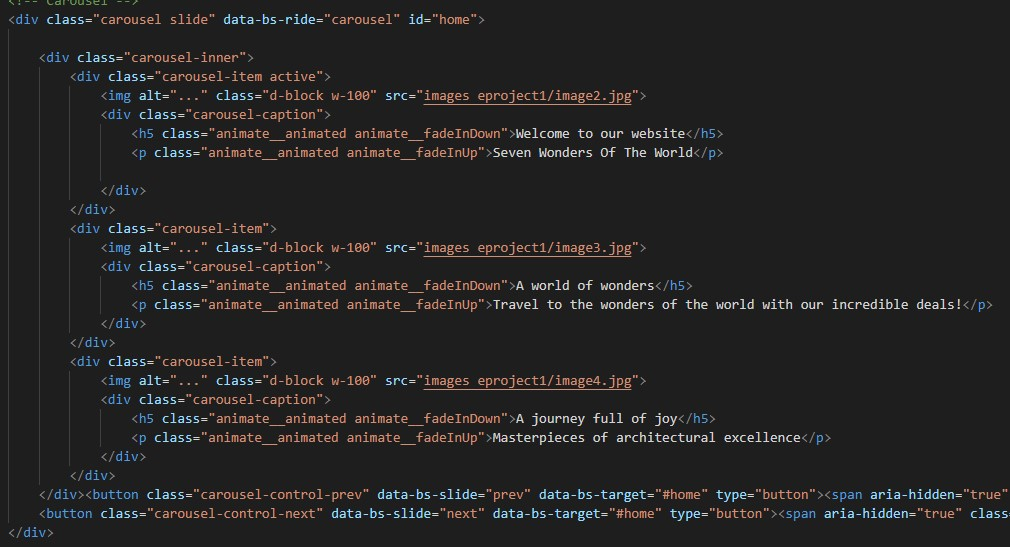 <!-- Carousel -->
<div class="carousel slide" data-bs-ride="carousel" id="home">
<div class="carousel-inner">
<div class="carousel-item active">
<img alt="..." class="d-block w-100" src="images eproject1/image2.jpg">
<div class="carousel-caption">
<h5 class="animate__animated animate__fadeInDown">Welcome to our website</h5>
<p class="animate__animated animate__fadeInUp">Seven Wonders Of The World</p>
</div>
</div>
<div class="carousel-item">
<img alt="..." class="d-block w-100" src="images eproject1/image3.jpg">
<div class="carousel-caption">
<h5 class="animate__animated animate__fadeInDown">A world of wonders</h5>
<p class="animate__animated animate__fadeInUp">Travel to the wonders of the world with our incredible deals!</p>
</div>
</div>
<div class="carousel-item">
<img alt="..." class="d-block w-100" src="images eproject1/image4.jpg">
<div class="carousel-caption">
<h5 class="animate__animated animate__fadeInDown">A journey full of joy</h5>
<p class="animate__animated animate__fadeInUp">Masterpieces of architectural excellence</p>
</div>
</div>
</div><button class="carousel-control-prev" data-bs-slide="prev" data-bs-target="#home" type="button"><span aria-hidden="true"
<button class="carousel-control-next" data-bs-slide="next" data-bs-target="#home" type="button"><span aria-hidden="true" class
</div>